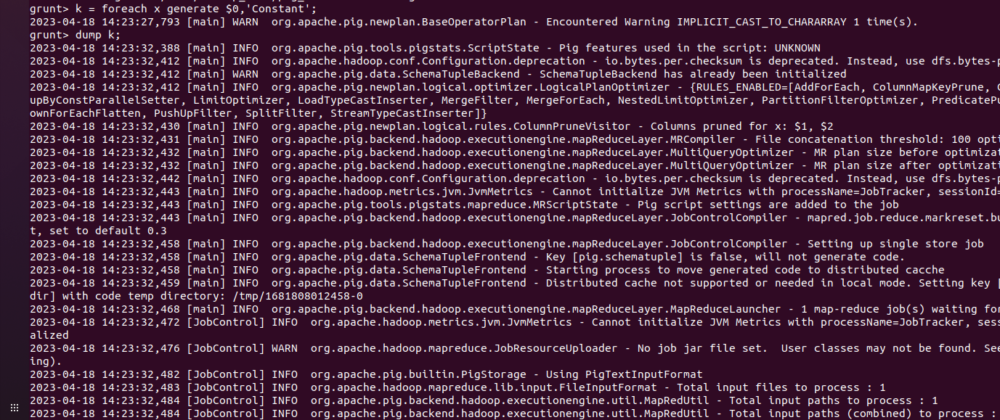 grunt> k = foreach x generate $0,'Constant';
2023-04-18 14:23:27,793 [main] WARN  org.apache.pig.newplan.BaseOperatorPlan - Encountered Warning IMPLICIT_CAST_TO_CHARARRAY 1 time(s).
grunt> dump k;
2023-04-18 14:23:32,388 [main] INFO  org.apache.pig.tools.pigstats.ScriptState - Pig features used in the script: UNKNOWN
2023-04-18 14:23:32,412 [main] INFO  org.apache.hadoop.conf.Configuration.deprecation - io.bytes.per.checksum is deprecated. Instead, use dfs.bytes-p
2023-04-18 14:23:32,412 [main] WARN  org.apache.pig.data.SchemaTupleBackend - SchemaTupleBackend has already been initialized
2023-04-18 14:23:32,412 [main] INFO  org.apache.pig.newplan.logical.optimizer.LogicalPlanOptimizer - {RULES_ENABLED=[AddForEach, ColumnMapKeyPrune,
upByConstParallelSetter, LimitOptimizer, LoadTypeCastInserter, MergeFilter, MergeForEach, NestedLimitOptimizer, PartitionFilterOptimizer, PredicatePu
ownForEachFlatten, PushUpFilter, SplitFilter, StreamTypeCastInserter]}
2023-04-18 14:23:32,430 [main] INFO  org.apache.pig.newplan.logical.rules.ColumnPruneVisitor - Columns pruned for x: $1, $2
2023-04-18 14:23:32,431 [main] INFO  org.apache.pig.backend.hadoop.executionengine.mapReduceLayer.MRCompiler - File concatenation threshold: 100 opti
2023-04-18 14:23:32,432 [main] INFO  org.apache.pig.backend.hadoop.executionengine.mapReduceLayer.MultiQueryOptimizer - MR plan size before optimizat
2023-04-18 14:23:32,432 [main] INFO  org.apache.pig.backend.hadoop.executionengine.mapReduceLayer.MultiQueryOptimizer - MR plan size after optimizati
2023-04-18 14:23:32,442 [main] INFO  org.apache.hadoop.conf.Configuration.deprecation - io.bytes.per.checksum is deprecated. Instead, use dfs.bytes-p
2023-04-18 14:23:32,443 [main] INFO  org.apache.hadoop.metrics.jvm.JvmMetrics - Cannot initialize JVM Metrics with processName=JobTracker, sessionId=
2023-04-18 14:23:32,443 [main] INFO  org.apache.pig.tools.pigstats.mapreduce.MRScriptState - Pig script settings are added to the job
2023-04-18 14:23:32,443 [main] INFO  org.apache.pig.backend.hadoop.executionengine.mapReduceLayer.JobControlCompiler - mapred.job.reduce.markreset.bu
t, set to default 0.3
2023-04-18 14:23:32,458 [main] INFO  org.apache.pig.backend.hadoop.executionengine.mapReduceLayer.JobControlCompiler - Setting up single store job
2023-04-18 14:23:32,458 [main] INFO  org.apache.pig.data.SchemaTupleFrontend - Key [pig.schematuple] is false, will not generate code.
2023-04-18 14:23:32,458 [main] INFO  org.apache.pig.data.SchemaTupleFrontend - Starting process to move generated code to distributed cacche
2023-04-18 14:23:32,459 [main] INFO  org.apache.pig.data.SchemaTupleFrontend - Distributed cache not supported or needed in local mode. Setting key [
dir] with code temp directory: /tmp/1681808012458-0
2023-04-18 14:23:32,468 [main] INFO  org.apache.pig.backend.hadoop.executionengine.mapReduceLayer.MapReduceLauncher - 1 map-reduce job(s) waiting for
2023-04-18 14:23:32,472 [JobControl] INFO  org.apache.hadoop.metrics.jvm.JvmMetrics - Cannot initialize JVM Metrics with processName=JobTracker, sess
alized
2023-04-18 14:23:32,476 [JobControl] WARN  org.apache.hadoop.mapreduce.JobResourceUploader - No job jar file set.  User classes may not be found. See
ing).
2023-04-18 14:23:32,482 [JobControl] INFO  org.apache.pig.builtin.PigStorage - Using PigTextInputFormat
2023-04-18 14:23:32,483 [JobControl] INFO  org.apache.hadoop.mapreduce.lib.input.FileInputFormat - Total input files to process : 1
2023-04-18 14:23:32,484 [JobControl] INFO  org.apache.pig.backend.hadoop.executionengine.util.MapRedUtil - Total input paths to process : 1
2023-04-18 14:23:32,484 [JobControl] INFO  org.apache.pig.backend.hadoop.executionengine.util.MapRedUtil - Total input paths (combined) to process :